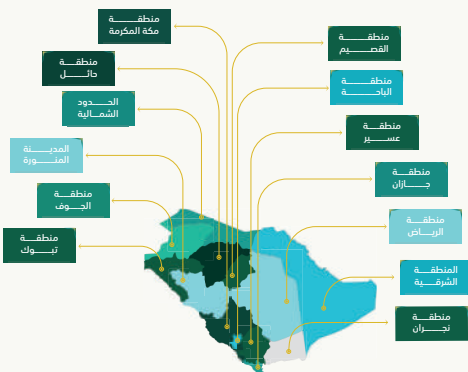 منطقة
مكة المكرمة
منطقة
القصيم
منطقة
حائل
منطقة
الباحة
الحدود
الشمالية
منطقة
عسير
المدينة
المنورة
منطقة
جازان
منطقة
الجوف
منطقة
الرياض
منطقة
تبوك
المنطقة
الشرقية
منطقة
نجران